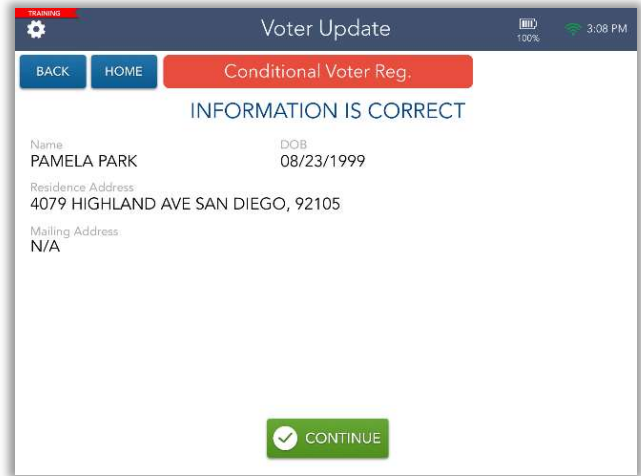 TRAINING
Voter Update
100%
3:08 PM
BACK
HOME
Conditional Voter Reg.
INFORMATION IS CORRECT
Name
DOB
PAMELA PARK
08/23/1999
Residence Address
4079 HIGHLAND AVE SAN DIEGO, 92105
Mailing Address
N/A
CONTINUE